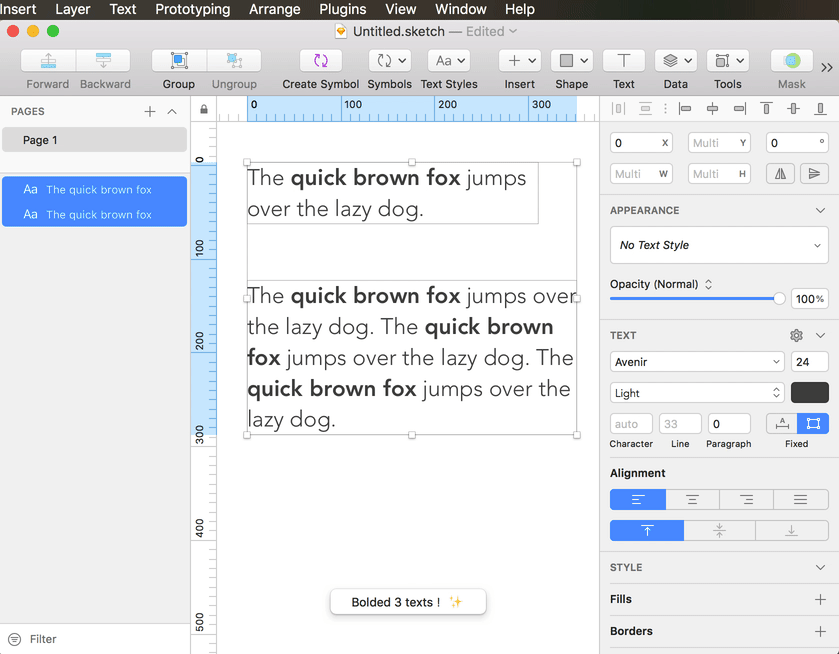 Insert Layer Text Prototyping Arrange Plugins View Window Help
Untitled.sketch — Edited
Forward Backward Group Ungroup Create Symbol Symbols Text Styles Insert Shape Text Data Tools Mask
Aa
PAGES
Page 1
Aa The quick brown fox
Aa The quick brown fox
Filter
0 100 200 300
0
100
200
300
400
500
The quick brown fox jumps
over the lazy dog.
The quick brown fox jumps over
the lazy dog. The quick brown
fox jumps over the lazy dog. The
quick brown fox jumps over the
lazy dog.
Bolded 3 texts ! ✨
0 X Multi Y 0 °
Multi W Multi H
APPEARANCE
No Text Style
Opacity (Normal)
100%
TEXT
Avenir 24
Light
auto 33 0 A
Character Line Paragraph Fixed
Alignment
STYLE
Fills
Borders